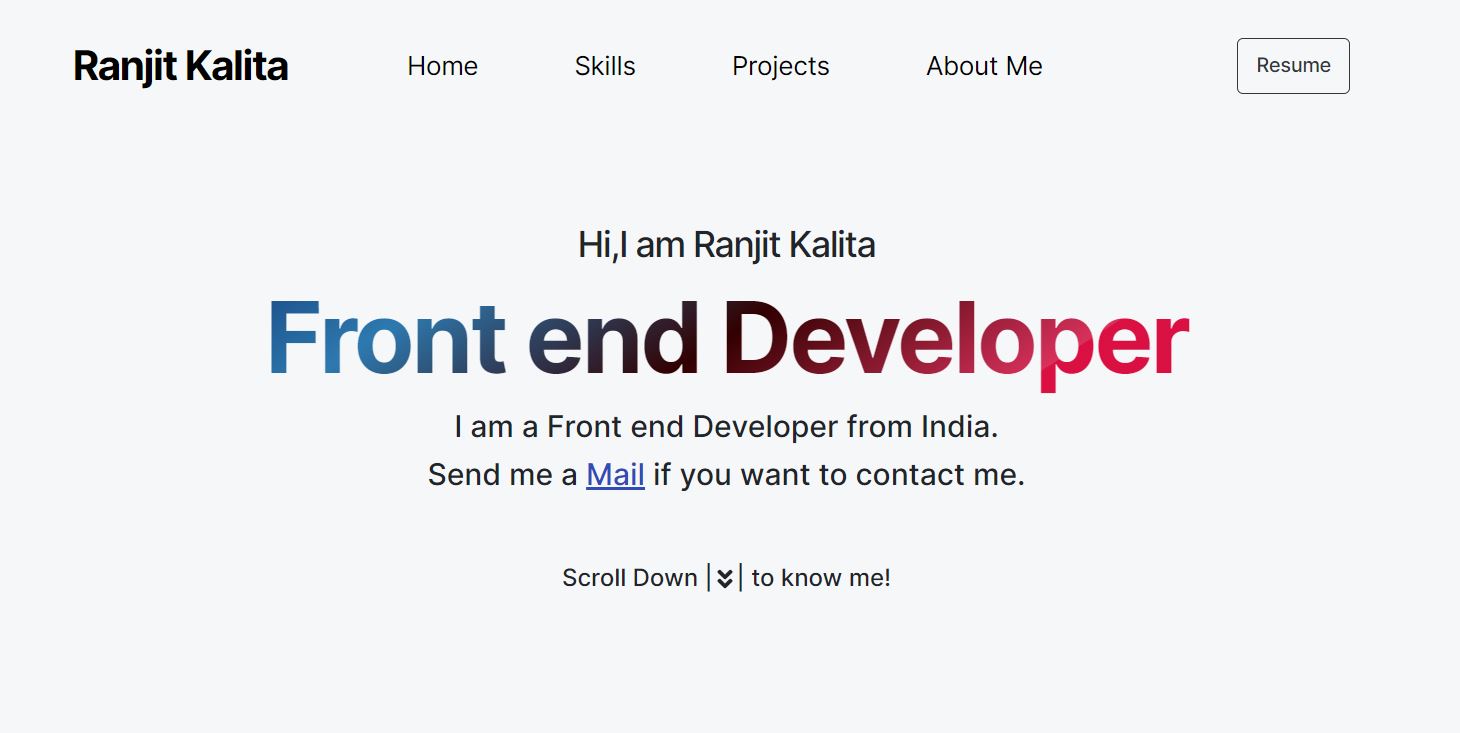 Ranjit Kalita Home Skills Projects About Me Resume
Hi,I am Ranjit Kalita
Front end Developer
I am a Front end Developer from India.
Send me a Mail if you want to contact me.
Scroll Down | | to know me!